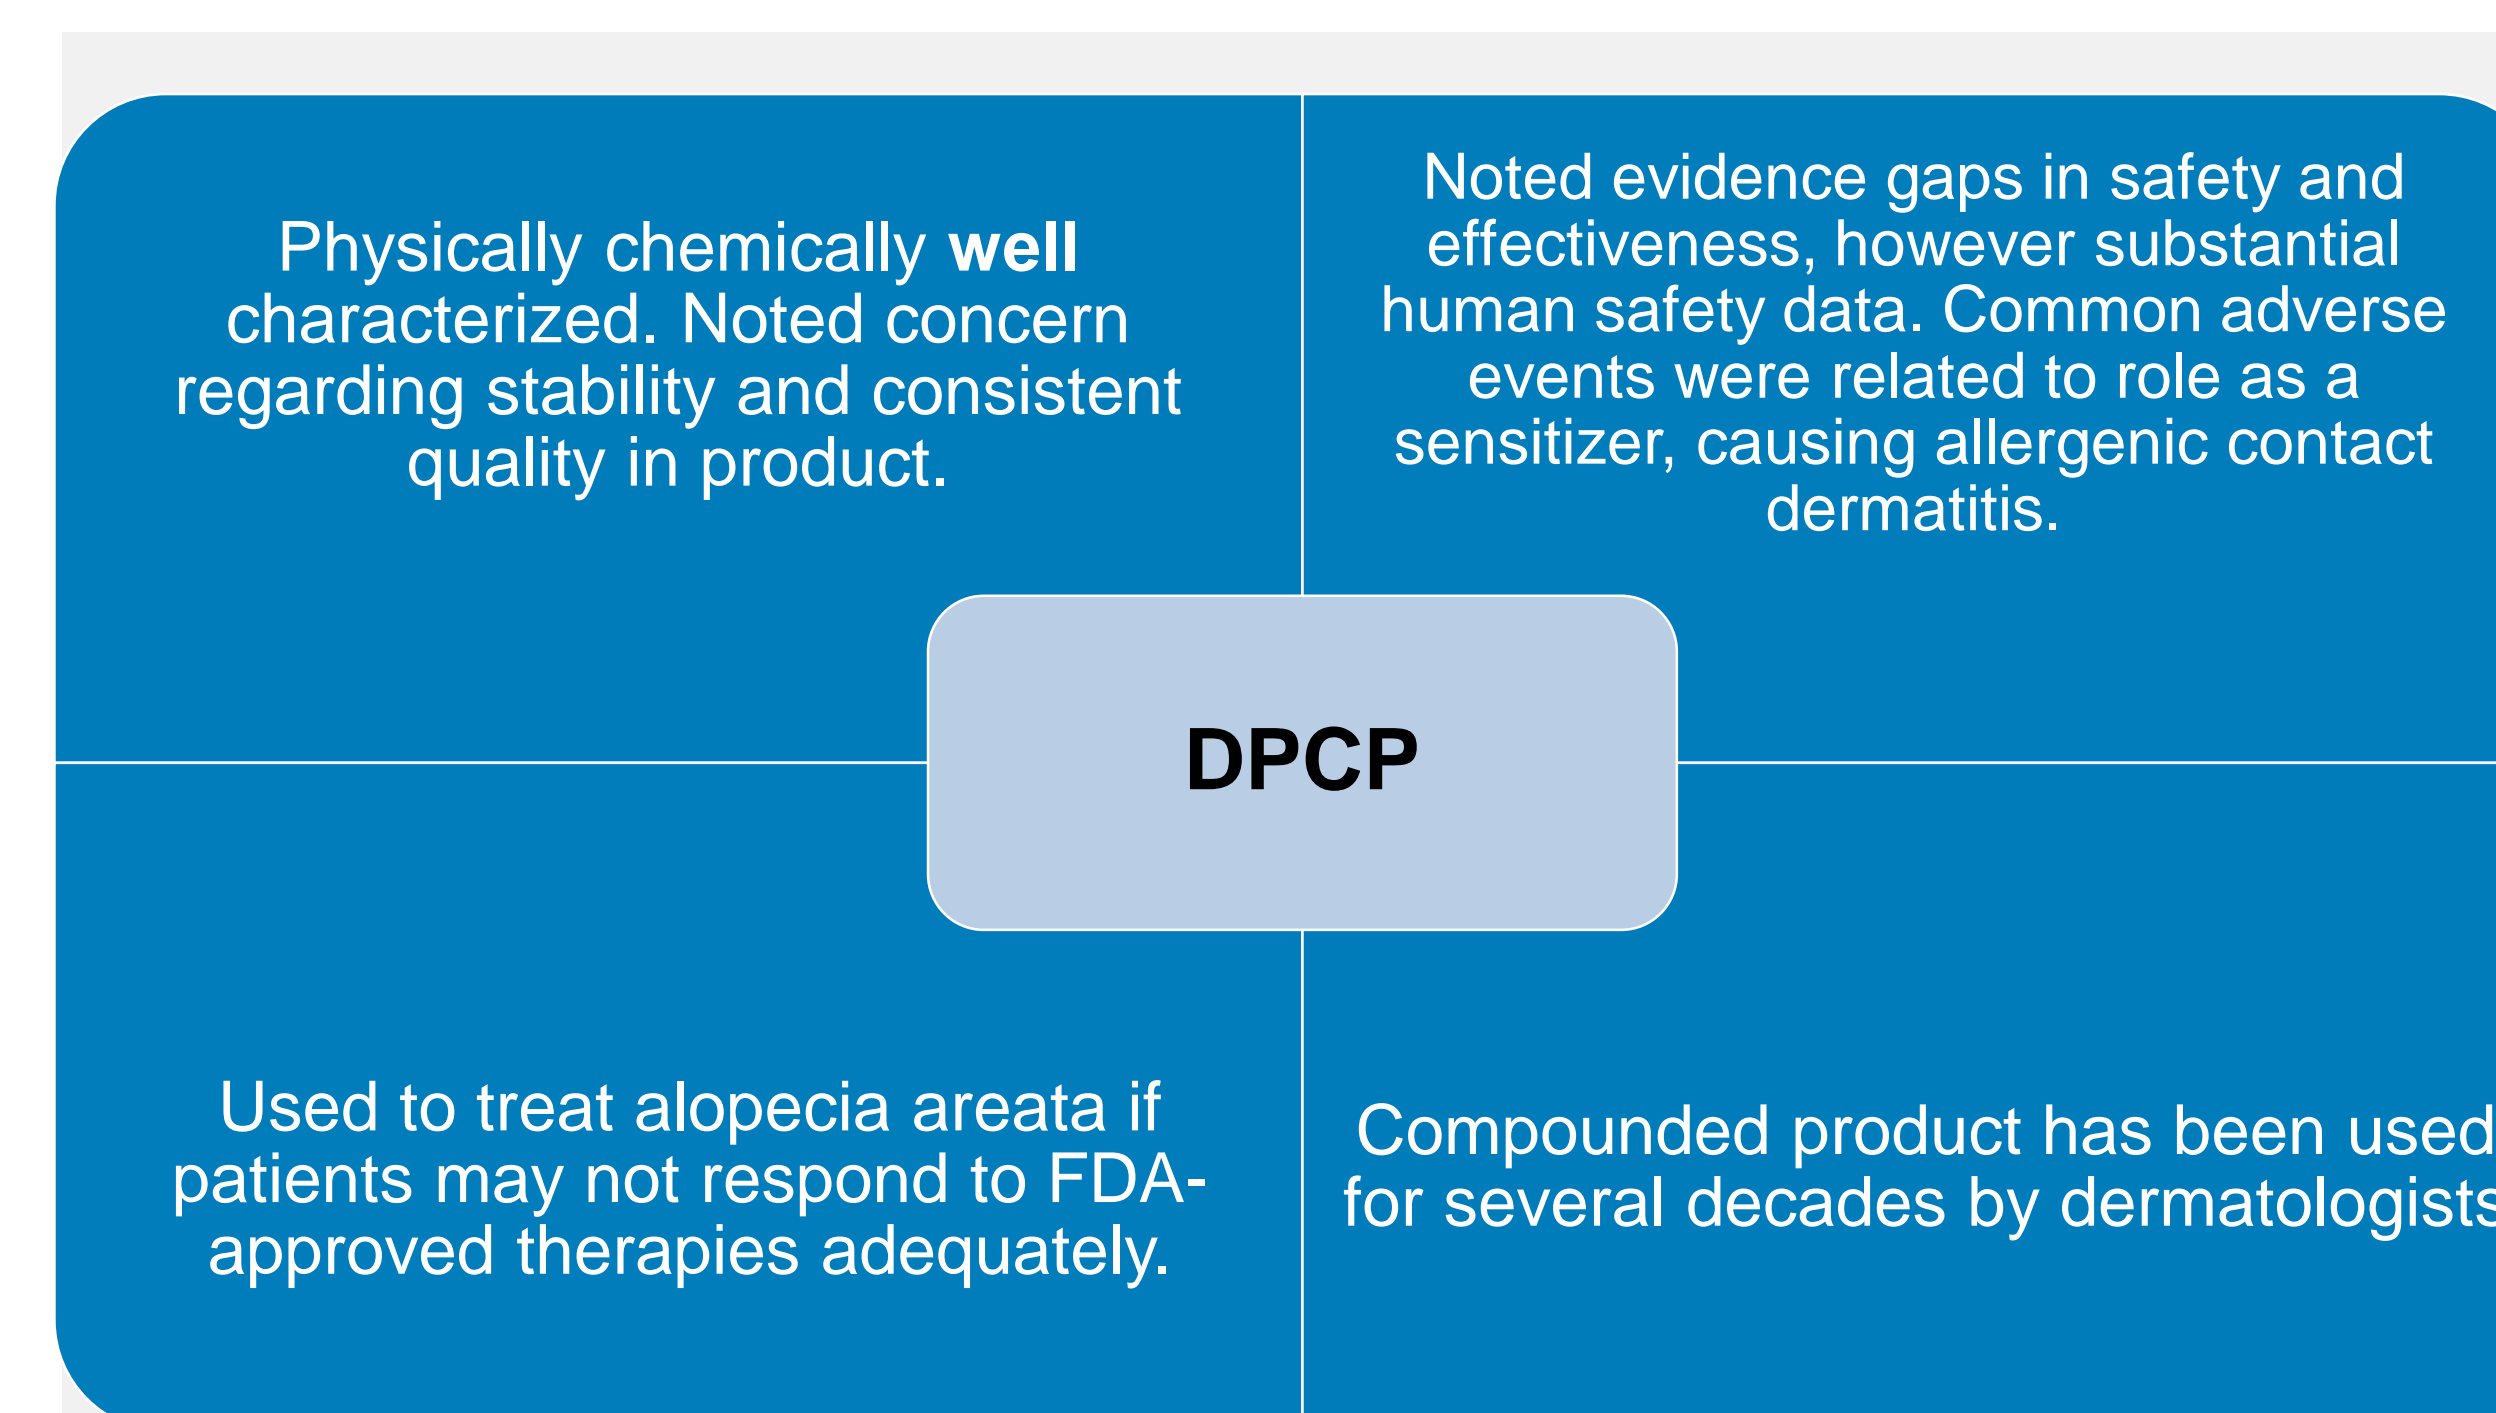 Physically chemically well
characterized. Noted concern
regarding stability and consistent
quality in product.
Noted evidence gaps in safety and
effectiveness, however substantial
human safety data. Common adverse
events were related to role as a
sensitizer, causing allergenic contact
dermatitis.
DPCP
Used to treat alopecia areata if
patients may not respond to FDA-
approved therapies adequately.
Compounded product has been used
for several decades by dermatologists